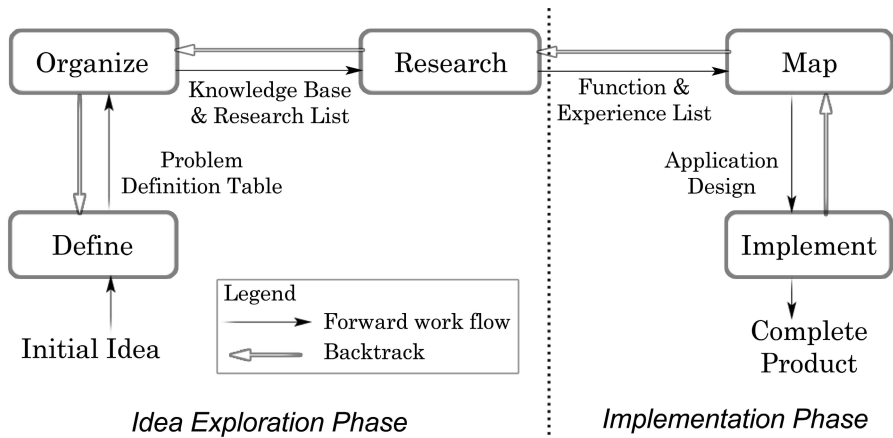 Organize
Research
Map
Knowledge Base
& Research List
Function &
Experience List
Problem
Definition Table
Application
Design
Define
Implement
Legend
Forward work flow
Backtrack
Initial Idea
Complete
Product
Idea Exploration Phase
Implementation Phase